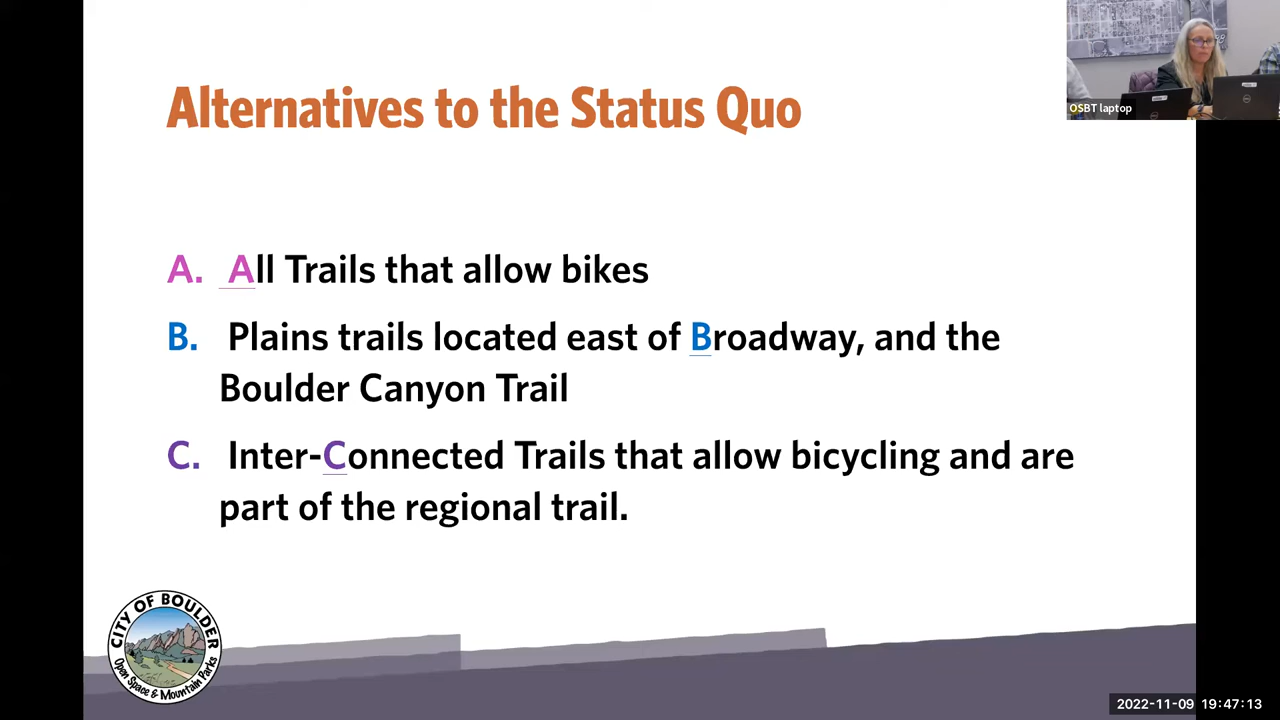 Alternatives to the Status Quo
OSBT laptop
A. All Trails that allow bikes
B. Plains trails located east of Broadway, and the
Boulder Canyon Trail
C. Inter-Connected Trails that allow bicycling and are
part of the regional trail.
CITY OF BOULDER
Open Space & Mountain Parks
2022-11-09 19:47:13